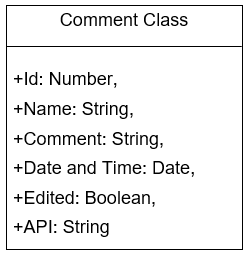 Comment Class
+Id: Number,
+Name: String,
+Comment: String,
+Date and Time: Date,
+Edited: Boolean,
+API: String